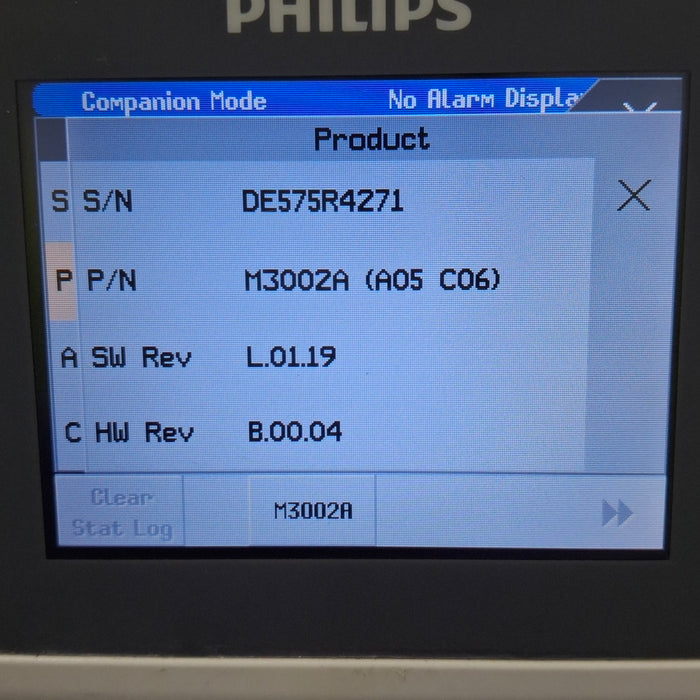 PHILIPS
Companion Mode No Alarm Displa
Product
S S/N DE575R4271
P P/N M3002A (A05 C06)
A SW Rev L.01.19
C HW Rev B.00.04
Clear
Stat Log
M3002A